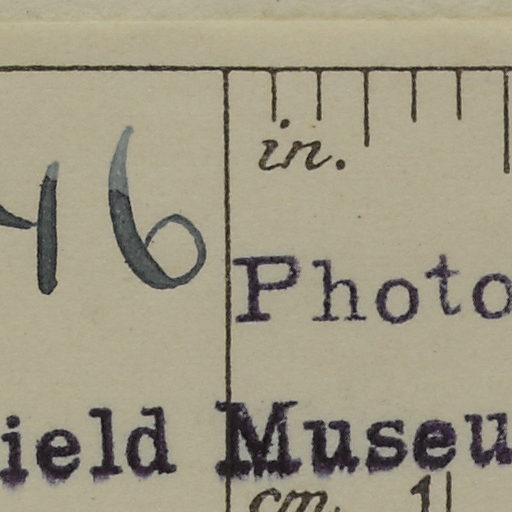 in.
46
Photo
ield Museu
cm. 1